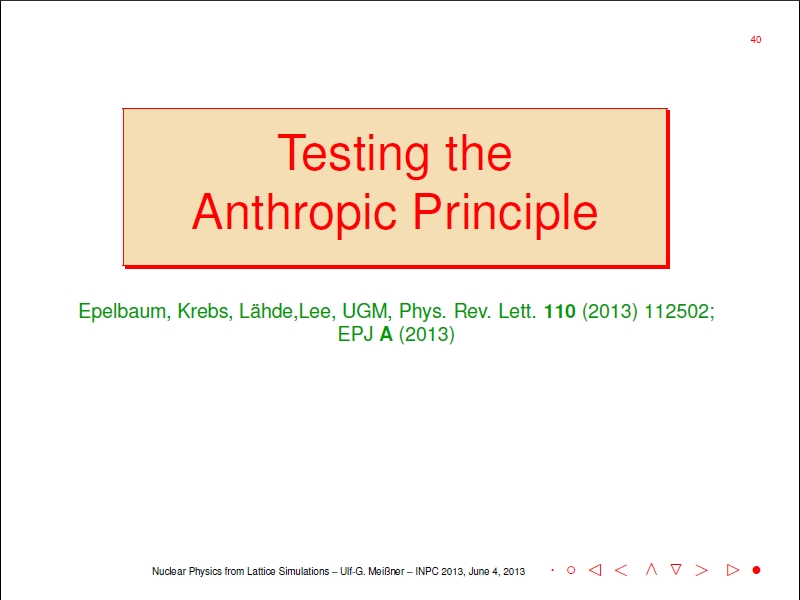 40
Testing the
Anthropic Principle
Epelbaum, Krebs, Lähde,Lee, UGM, Phys. Rev. Lett. 110 (2013) 112502;
EPJ A (2013)
Nuclear Physics from Lattice Simulations – Ulf-G. Meißner – INPC 2013, June 4, 2013